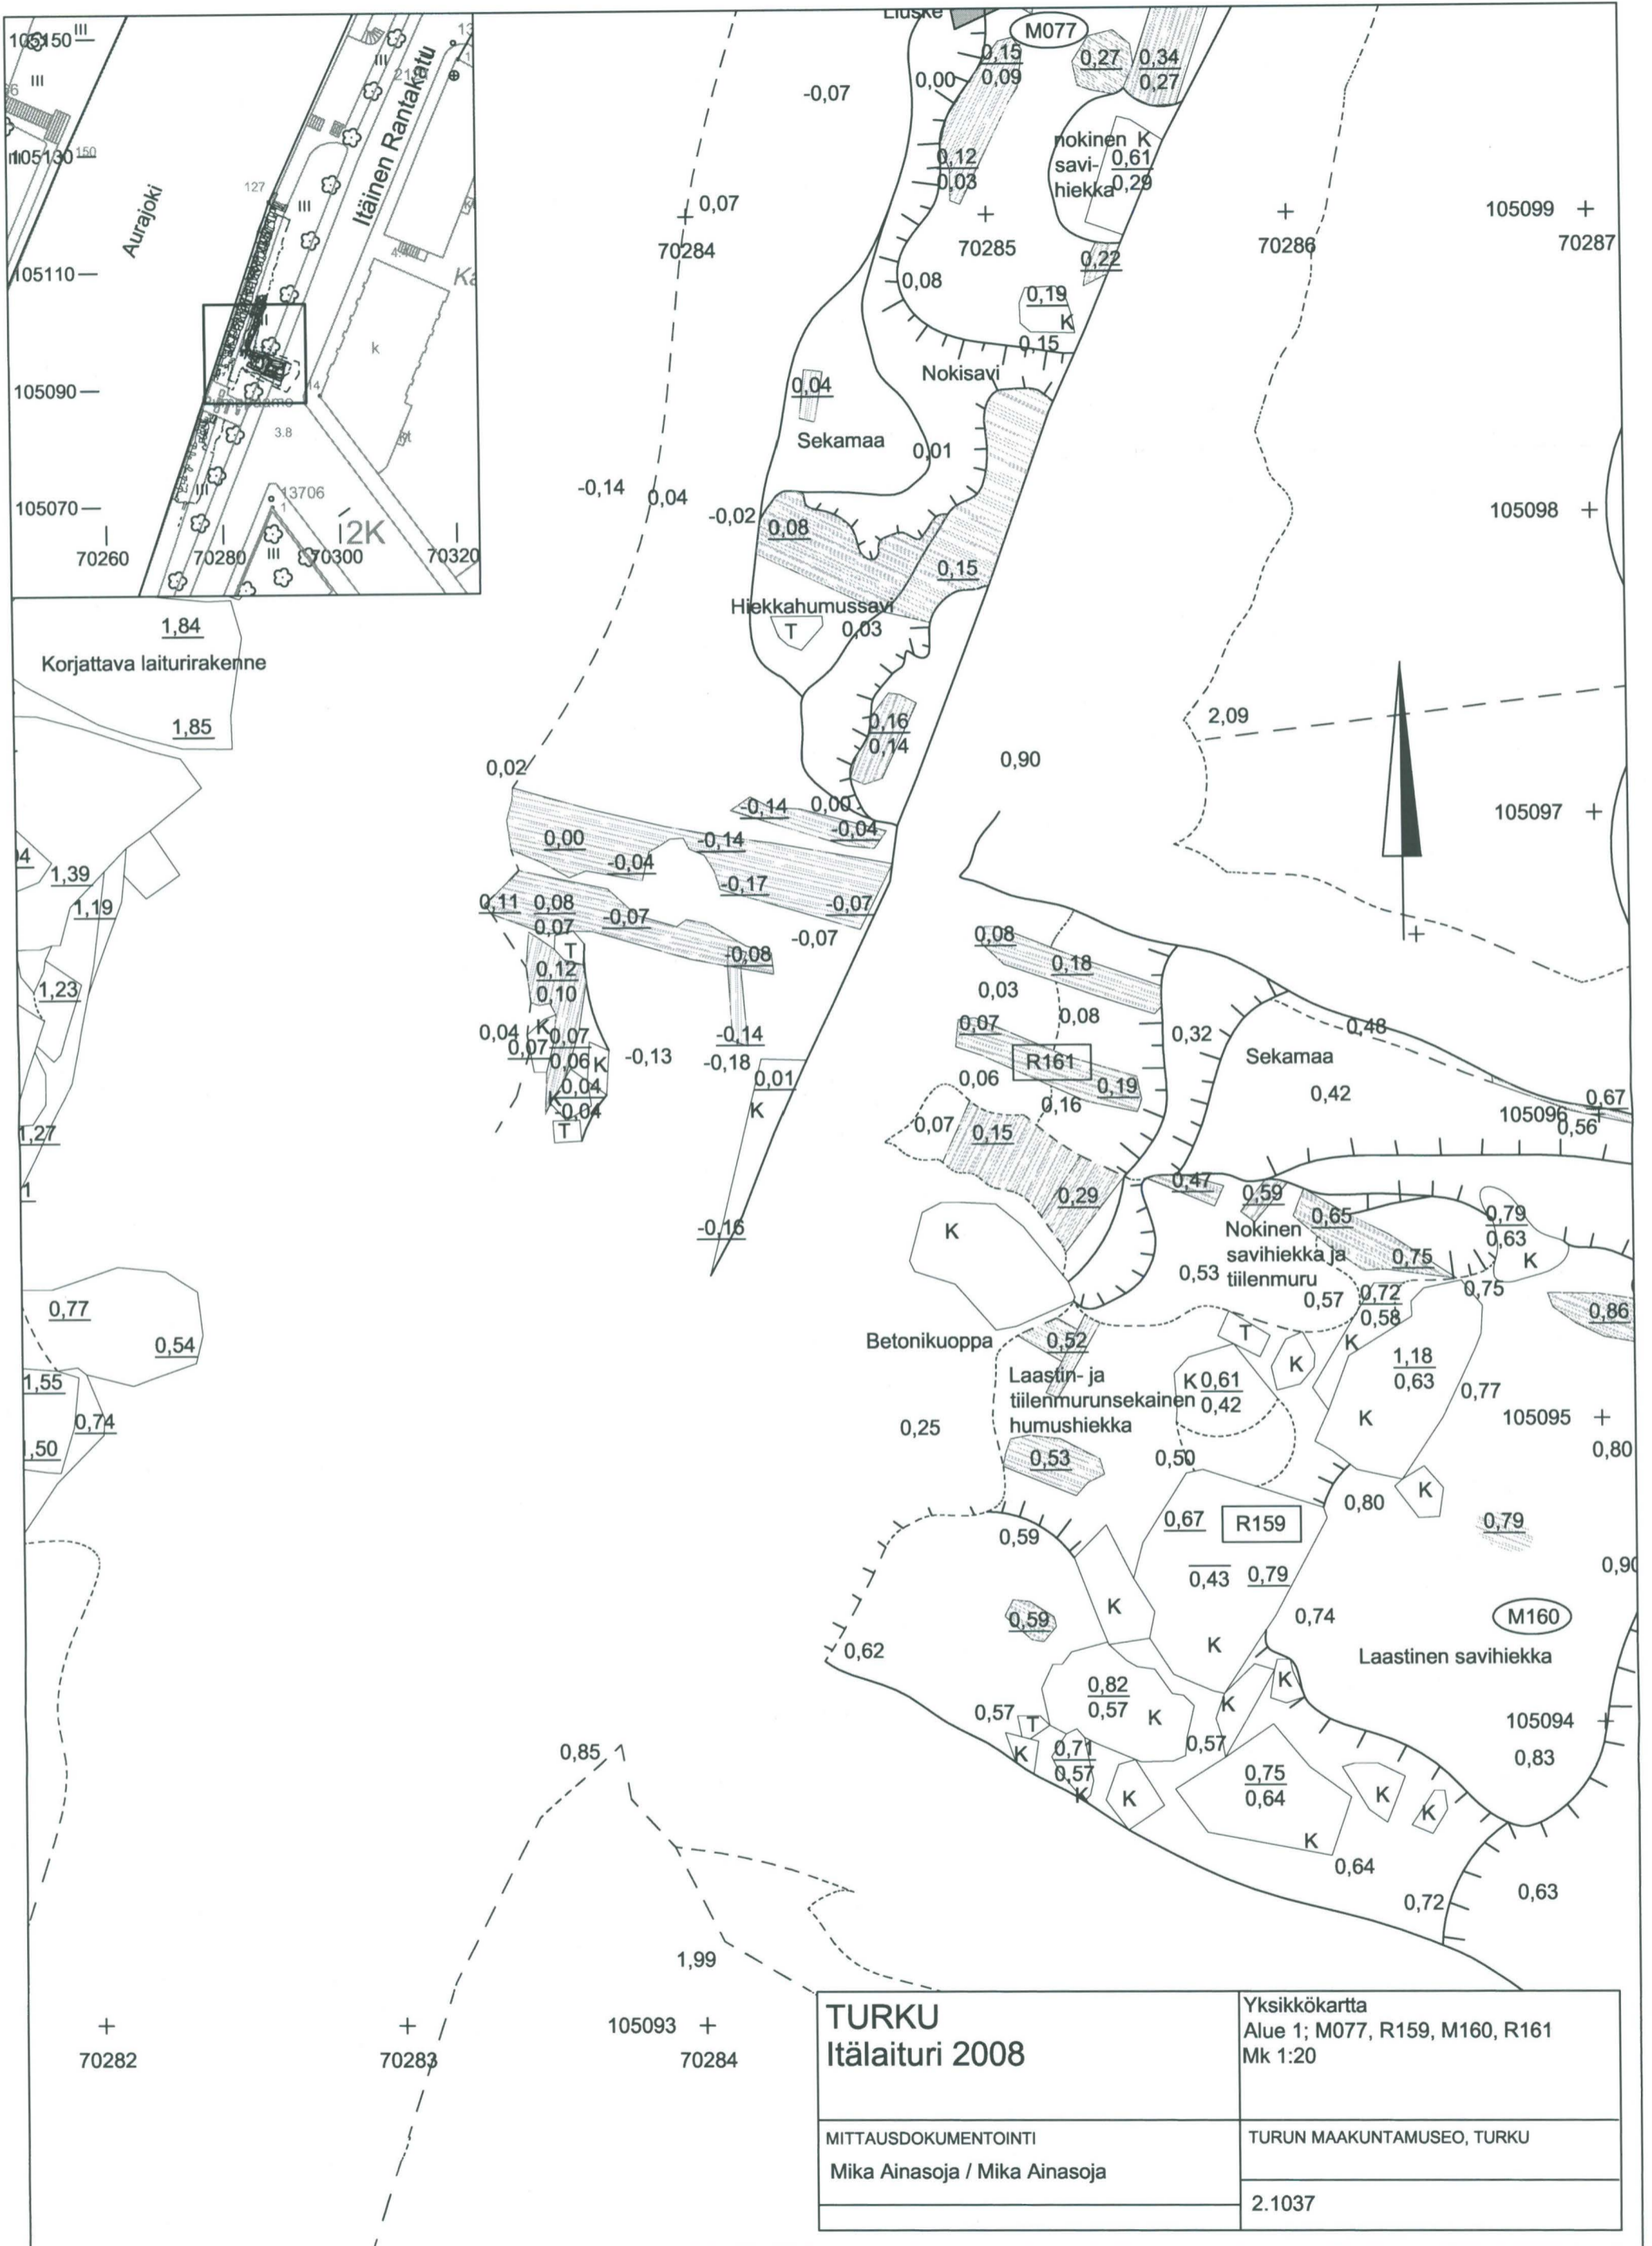 105150
III
III
III
105130
150
III
105110
105090
105070
70260
70280
70300
70320
Aurajoki
Itäinen Rantakatu
127
III
III
III
III
k
3.8
13706
1
2K
14
13
Liuske
M077
-0,07
0,00
0,15
0,09
0,27
0,34
0,27
nokinen K
savi-
hiekka
0,61
0,29
0,12
0,03
0,07
70284
70285
70286
105099
70287
0,22
0,08
0,19
K
0,15
Nokisavi
0,04
Sekamaa
0,01
-0,14
0,04
-0,02
0,08
0,15
105098
Hiekkahumussavi
T
0,03
1,84
Korjattava laiturirakenne
1,85
0,16
0,14
2,09
0,90
0,02
-0,14
0,00
-0,04
105097
0,00
-0,14
-0,04
-0,17
-0,07
1,39
1,19
0,11
0,08
0,07
-0,07
-0,07
T
-0,08
0,12
0,10
1,23
0,08
0,18
0,03
0,08
0,04
K
0,07
0,07
0,06
K
-0,13
-0,14
-0,18
0,01
K
0,04
-0,04
K
T
0,07
R161
0,06
0,19
0,16
0,32
0,48
Sekamaa
0,42
0,67
105096
0,56
1,27
0,07
0,15
0,29
0,47
0,59
0,65
0,79
0,63
K
-0,16
K
Nokinen
savihiekka ja
tiilenmuru
0,53
0,75
0,75
0,57
0,72
0,58
0,86
0,77
0,54
Betonikuoppa
0,52
T
K
K
1,18
0,63
K
0,77
1,55
0,74
1,50
Laastin- ja
tiilenmurunsekainen
humushiekka
K
0,61
0,42
0,25
0,53
0,50
105095
0,80
0,80
K
0,59
0,67
R159
0,79
0,43
0,79
0,90
K
0,59
0,74
M160
K
0,62
Laastinen savihiekka
K
0,82
0,57
K
K
0,57
T
K
0,71
0,57
K
0,57
105094
0,83
0,85
K
0,75
0,64
K
K
K
0,64
0,72
0,63
1,99
105093
70282
70283
70284
TURKU
Itälaituri 2008
Yksikkökartta
Alue 1; M077, R159, M160, R161
Mk 1:20
MITTAUSDOKUMENTOINTI
Mika Ainasoja / Mika Ainasoja
TURUN MAAKUNTAMUSEO, TURKU
2.1037